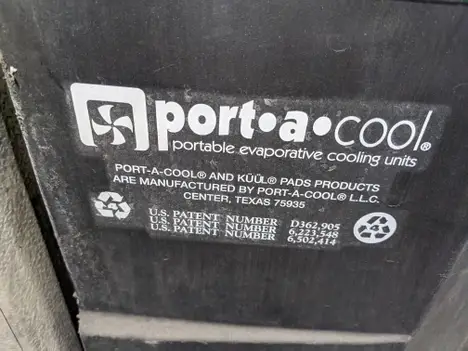 port•a•cool®
portable evaporative cooling units
PORT-A-COOL® AND KÜÜL® PADS PRODUCTS
ARE MANUFACTURED BY PORT-A-COOL® L.L.C.
CENTER, TEXAS 75935
U.S. PATENT NUMBER D362,905
U.S. PATENT NUMBER 6,223,548
U.S. PATENT NUMBER 6,502,414
4